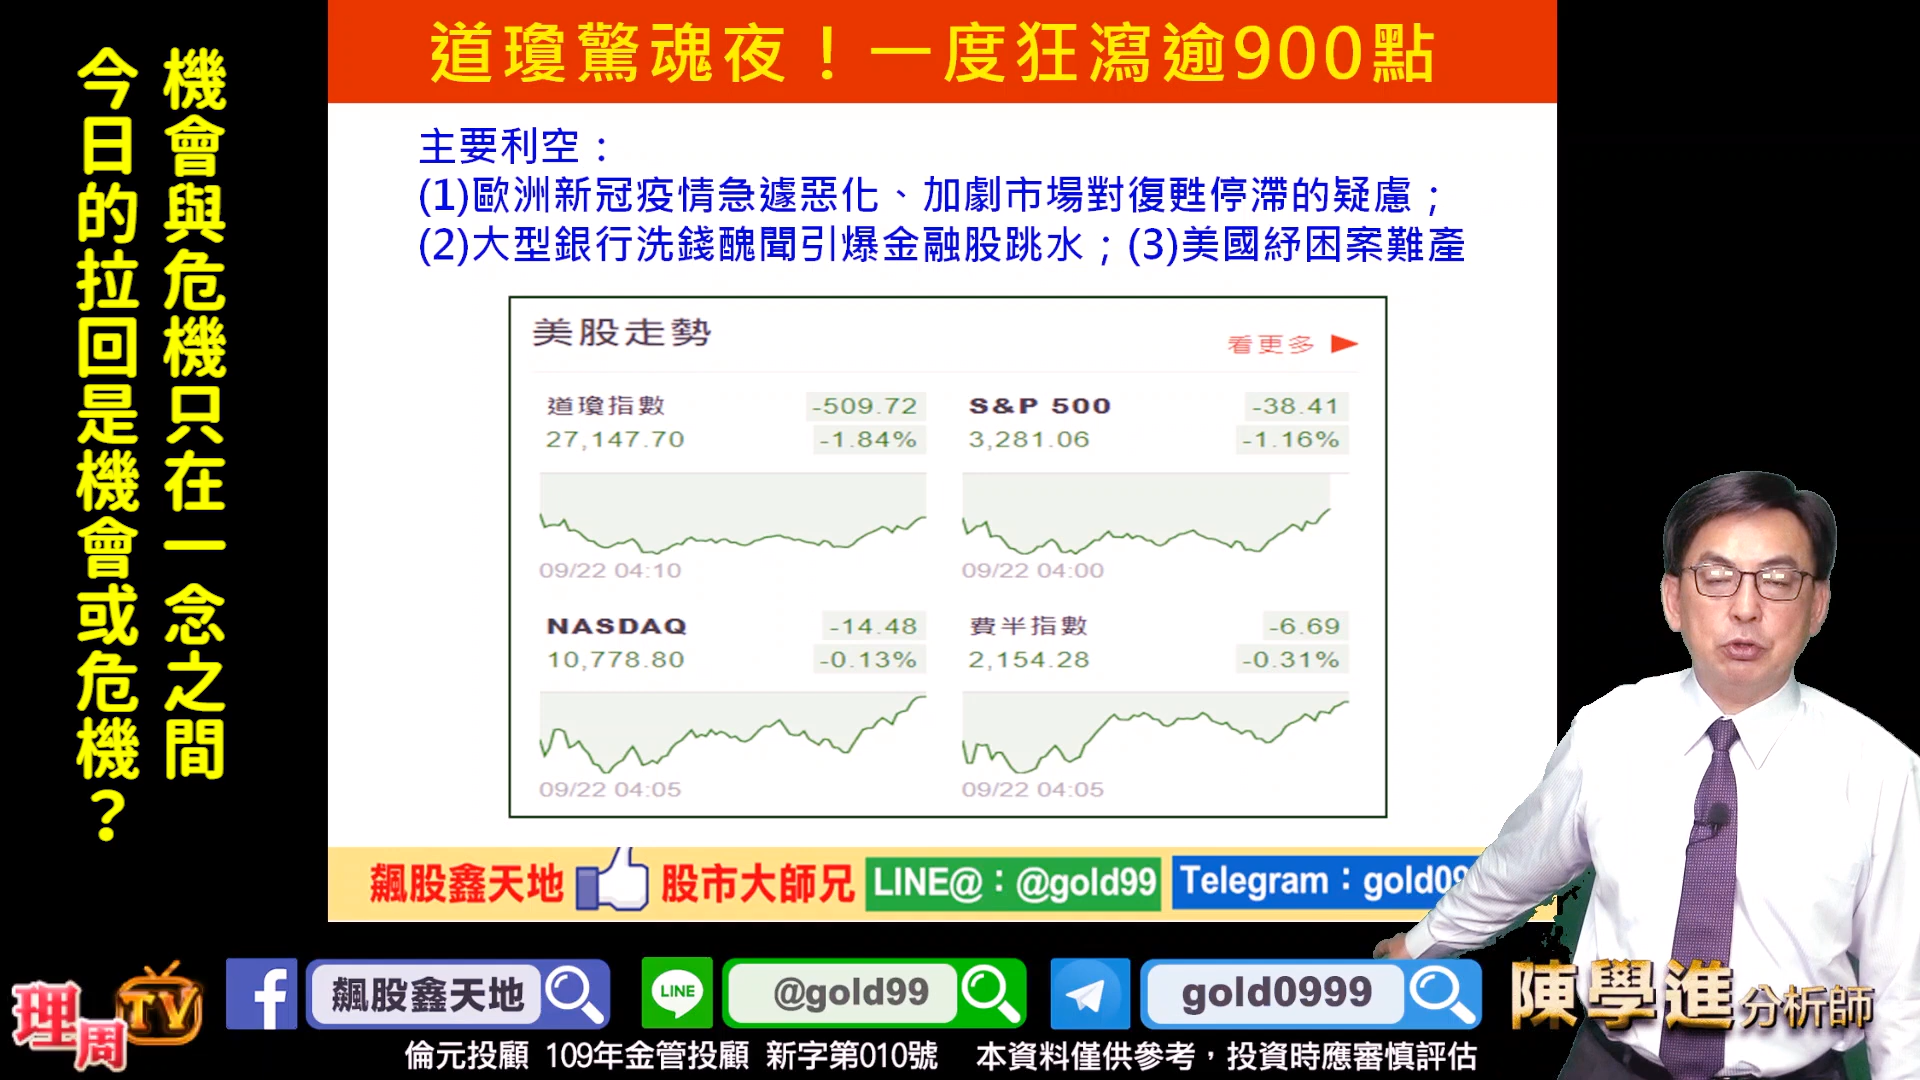 機會與危機只在一念之間
今日的拉回是機會或危機？
道瓊驚魂夜！一度狂瀉逾900點
主要利空：
(1)歐洲新冠疫情急遽惡化、加劇市場對復甦停滯的疑慮；
(2)大型銀行洗錢醜聞引爆金融股跳水；(3)美國紓困案難產
美股走勢
看更多
道瓊指數 -509.72
27,147.70 -1.84%
S&P 500 -38.41
3,281.06 -1.16%
09/22 04:10
09/22 04:00
NASDAQ -14.48
10,778.80 -0.13%
費半指數 -6.69
2,154.28 -0.31%
09/22 04:05
09/22 04:05
飆股鑫天地 股市大師兄 LINE@：@gold99 Telegram：gold09
理周TV
f 飆股鑫天地 LINE @gold99 gold0999
陳學進分析師
倫元投顧 109年金管投顧 新字第010號 本資料僅供參考，投資時應審慎評估